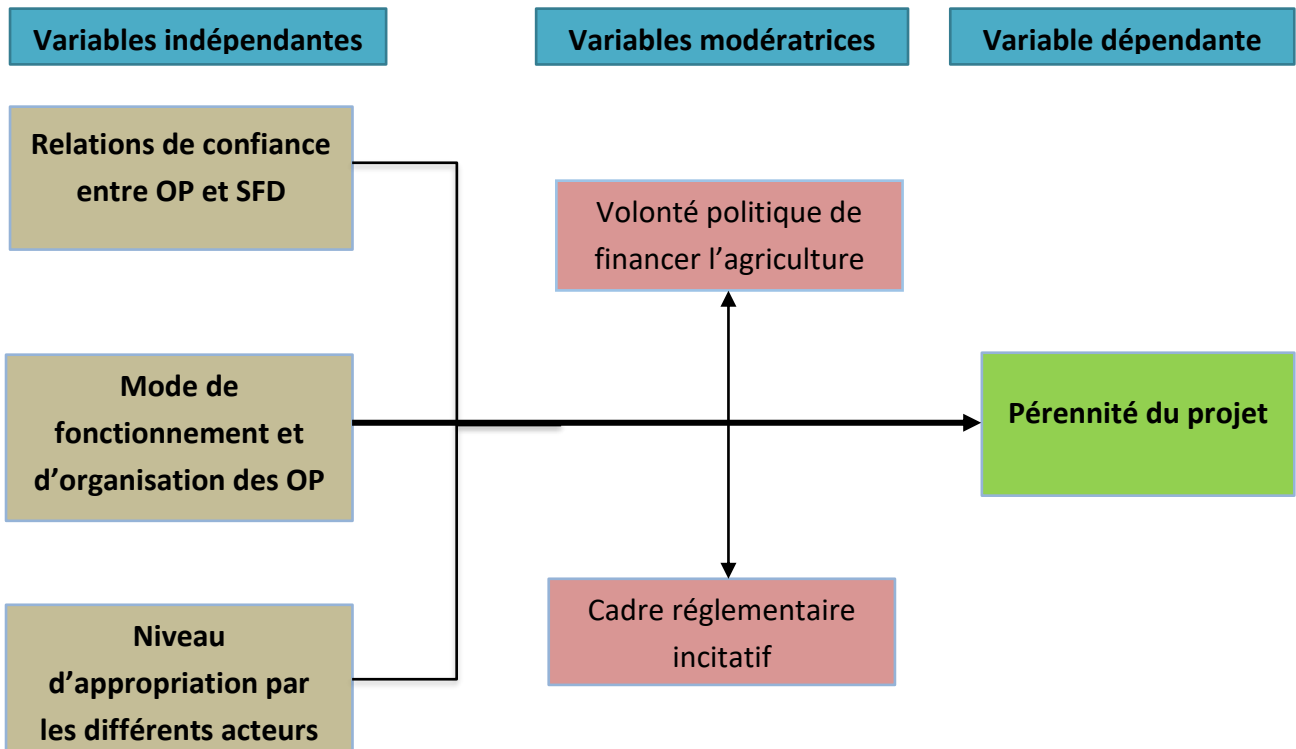 Variables indépendantes
Variables modératrices
Variable dépendante
Relations de confiance
entre OP et SFD
Volonté politique de
financer l’agriculture
Mode de
fonctionnement et
d’organisation des OP
Pérennité du projet
Cadre réglementaire
incitatif
Niveau
d’appropriation par
les différents acteurs